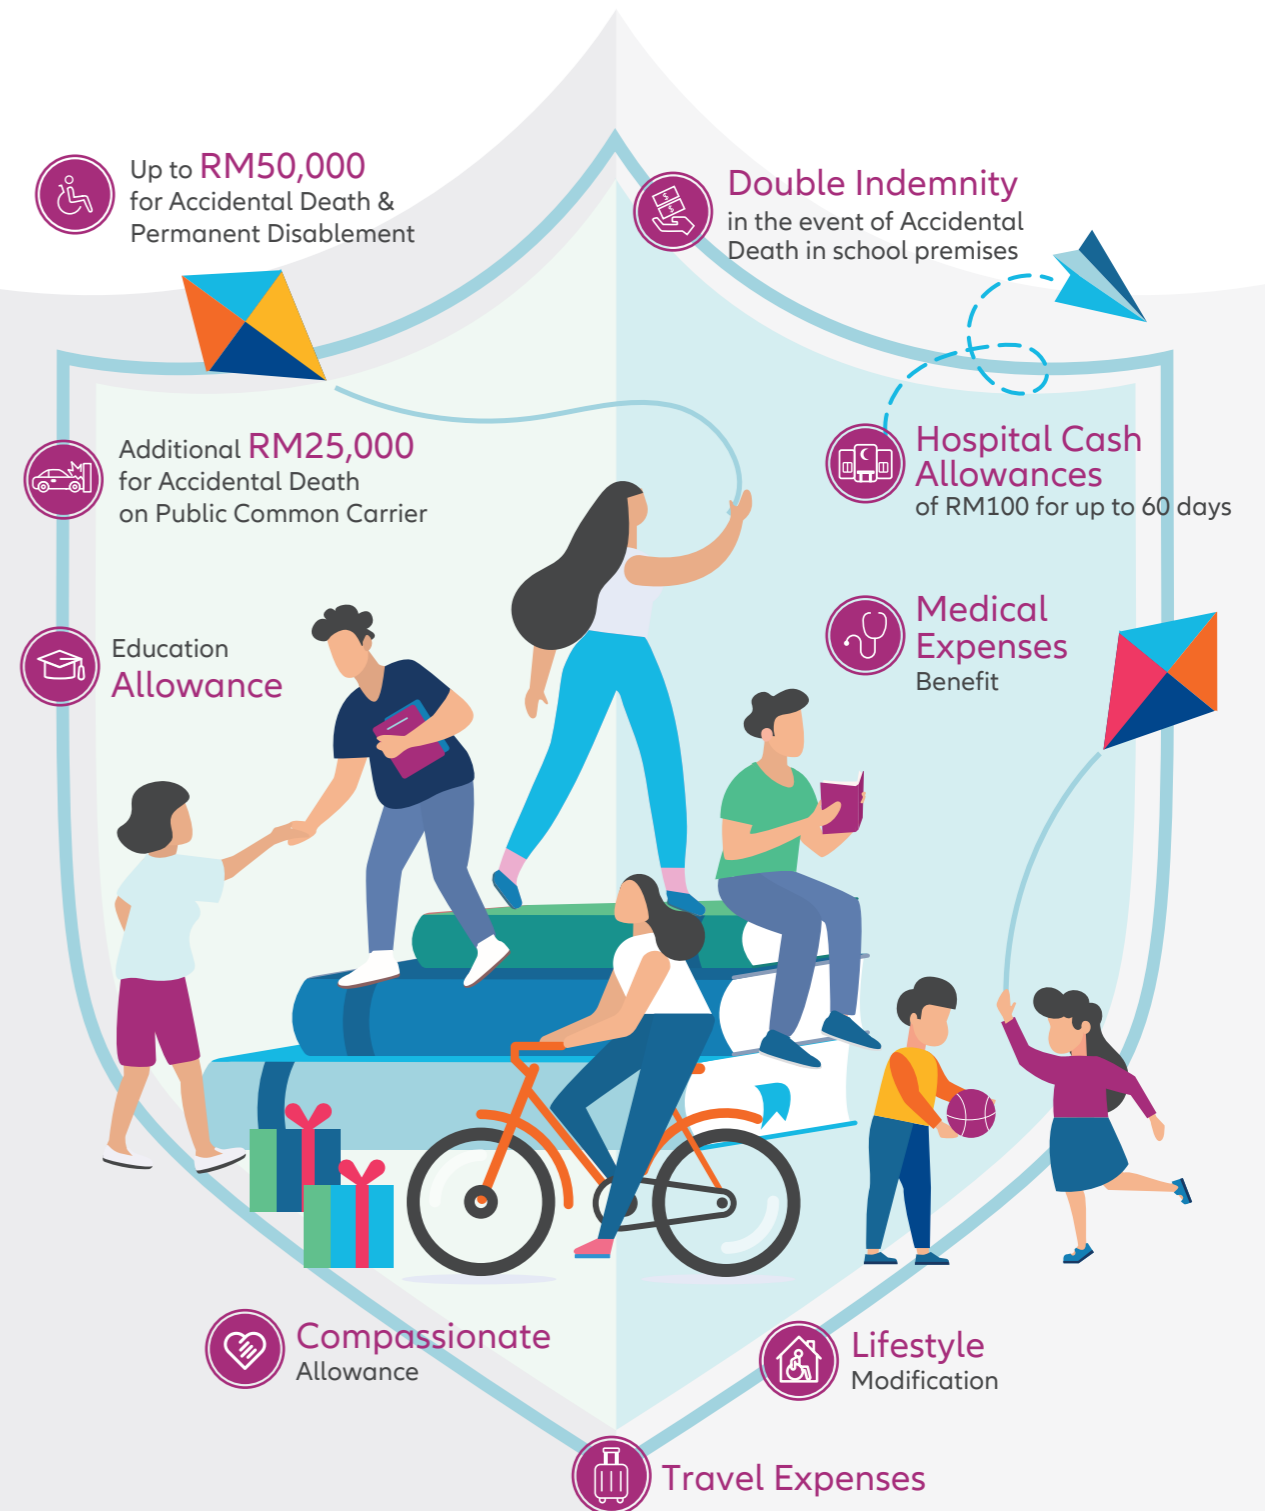 Up to RM50,000
for Accidental Death &
Permanent Disablement
Double Indemnity
in the event of Accidental
Death in school premises
Additional RM25,000
for Accidental Death
on Public Common Carrier
Hospital Cash
Allowances
of RM100 for up to 60 days
Education
Allowance
Medical
Expenses
Benefit
Compassionate
Allowance
Lifestyle
Modification
Travel Expenses